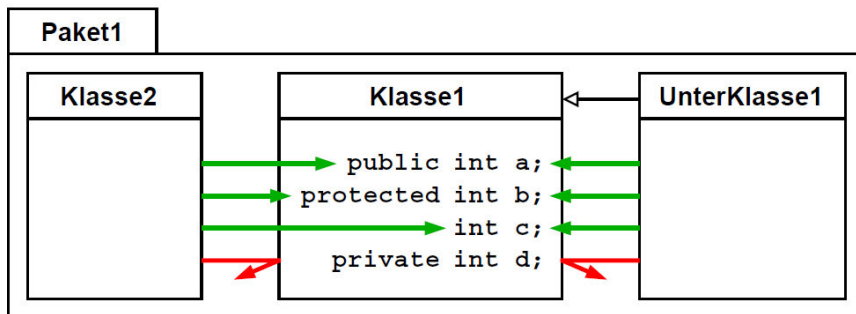 Paket1
Klasse2
Klasse1
UnterKlasse1
public int a;
protected int b;
int c;
private int d;